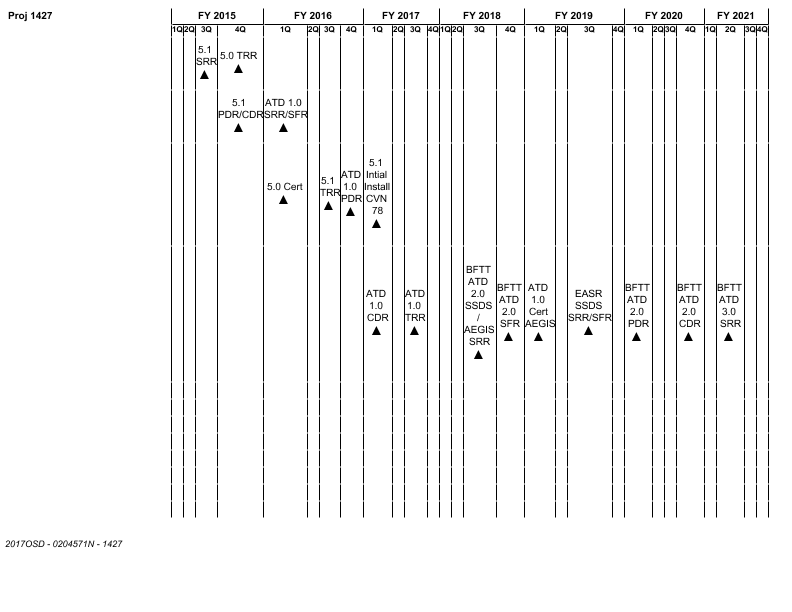 Proj 1427
FY 2015 FY 2016 FY 2017 FY 2018 FY 2019 FY 2020 FY 2021
1Q 2Q 3Q 4Q 1Q 2Q 3Q 4Q 1Q 2Q 3Q 4Q 1Q 2Q 3Q 4Q 1Q 2Q 3Q 4Q 1Q 2Q 3Q 4Q 1Q 2Q 3Q 4Q
5.1
SRR
5.0 TRR
5.1
PDR/CDR
ATD 1.0
SRR/SFR
5.0 Cert
5.1
TRR
ATD
1.0
PDR
5.1
Intial
Install
CVN
78
ATD
1.0
CDR
ATD
1.0
TRR
BFTT
ATD
2.0
SSDS
/
AEGIS
SRR
BFTT
ATD
2.0
SFR
ATD
1.0
Cert
AEGIS
EASR
SSDS
SRR/SFR
BFTT
ATD
2.0
PDR
BFTT
ATD
2.0
CDR
BFTT
ATD
3.0
SRR
2017OSD - 0204571N - 1427